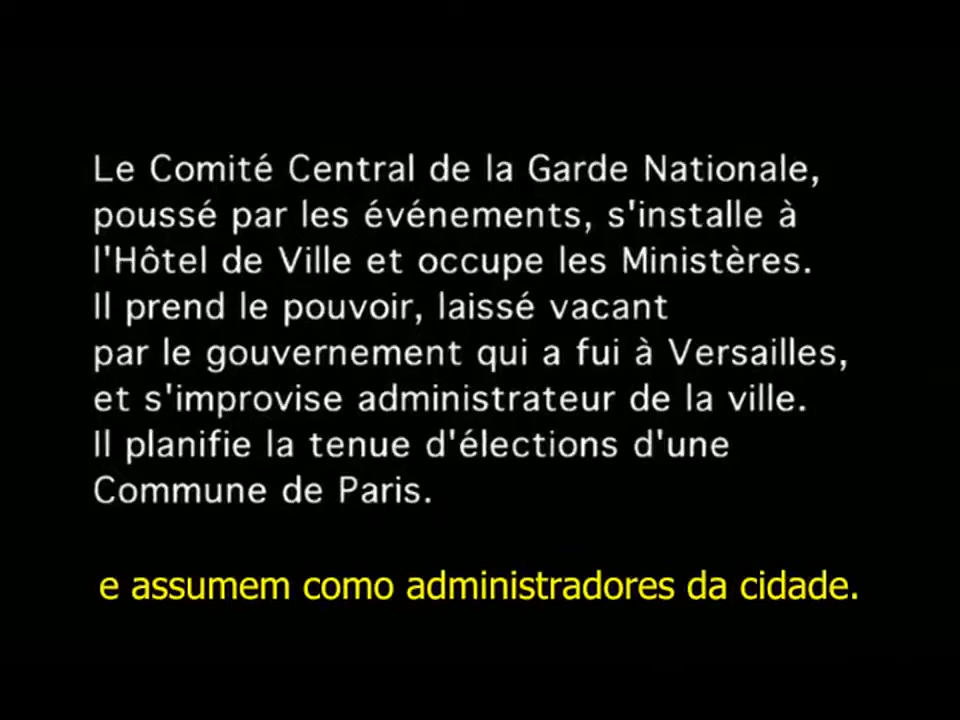 Le Comité Central de la Garde Nationale,
poussé par les événements, s'installe à
l'Hôtel de Ville et occupe les Ministères.
Il prend le pouvoir, laissé vacant
par le gouvernement qui a fui à Versailles,
et s'improvise administrateur de la ville.
Il planifie la tenue d'élections d'une
Commune de Paris.
e assumem como administradores da cidade.